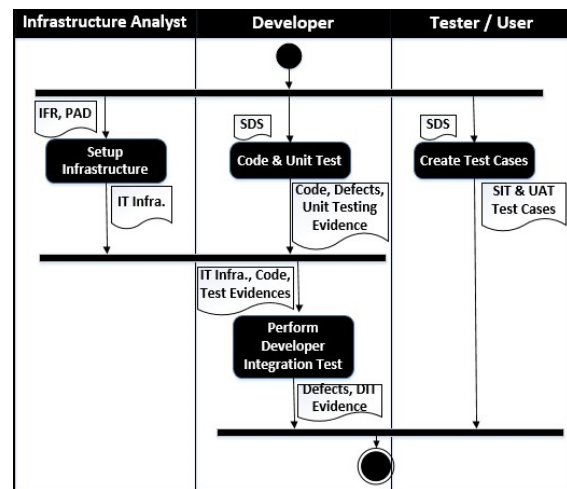 Infrastructure Analyst
Developer
Tester / User
IFR, PAD
SDS
SDS
Setup
Infrastructure
Code & Unit Test
Create Test Cases
IT Infra.
Code, Defects,
Unit Testing
Evidence
SIT & UAT
Test Cases
IT Infra., Code,
Test Evidences
Perform
Developer
Integration Test
Defects, DIT
Evidence